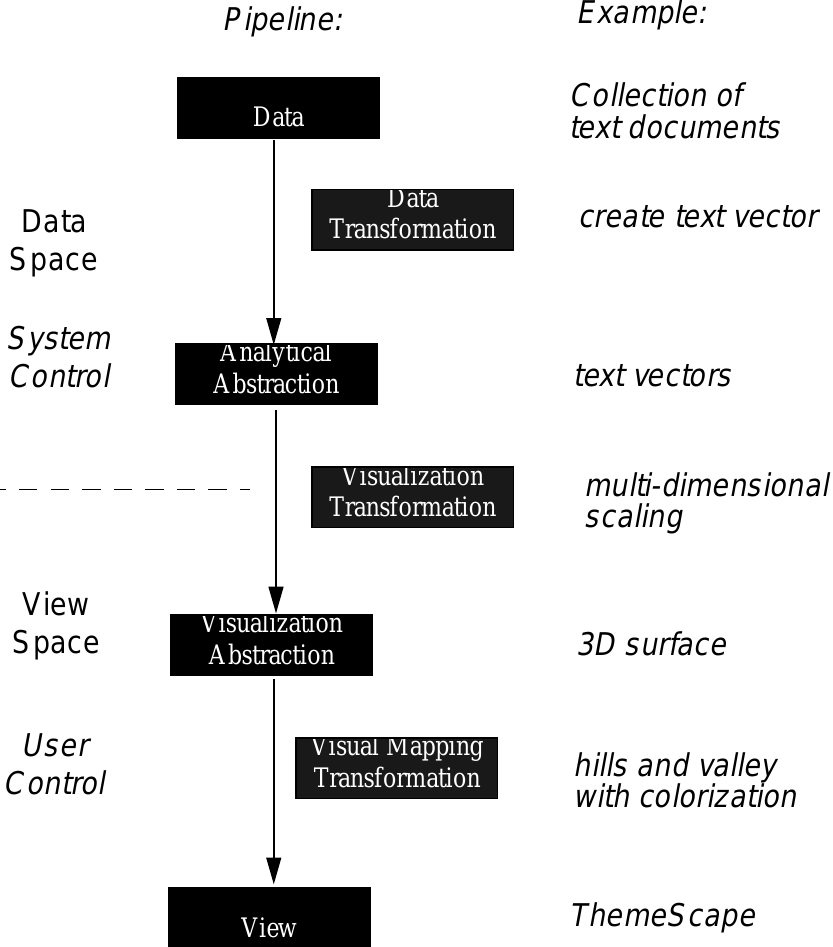 Pipeline:
Example:
Data
Collection of
text documents
Data
Transformation
create text vector
Data
Space
System
Control
Analytical
Abstraction
text vectors
Visualization
Transformation
multi-dimensional
scaling
View
Space
Visualization
Abstraction
3D surface
User
Control
Visual Mapping
Transformation
hills and valley
with colorization
View
ThemeScape